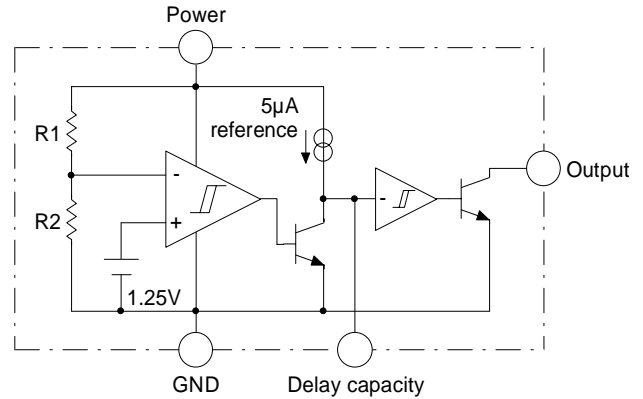 Power
5μA
reference
R1
R2
-
+
1.25V
-
Output
GND
Delay capacity